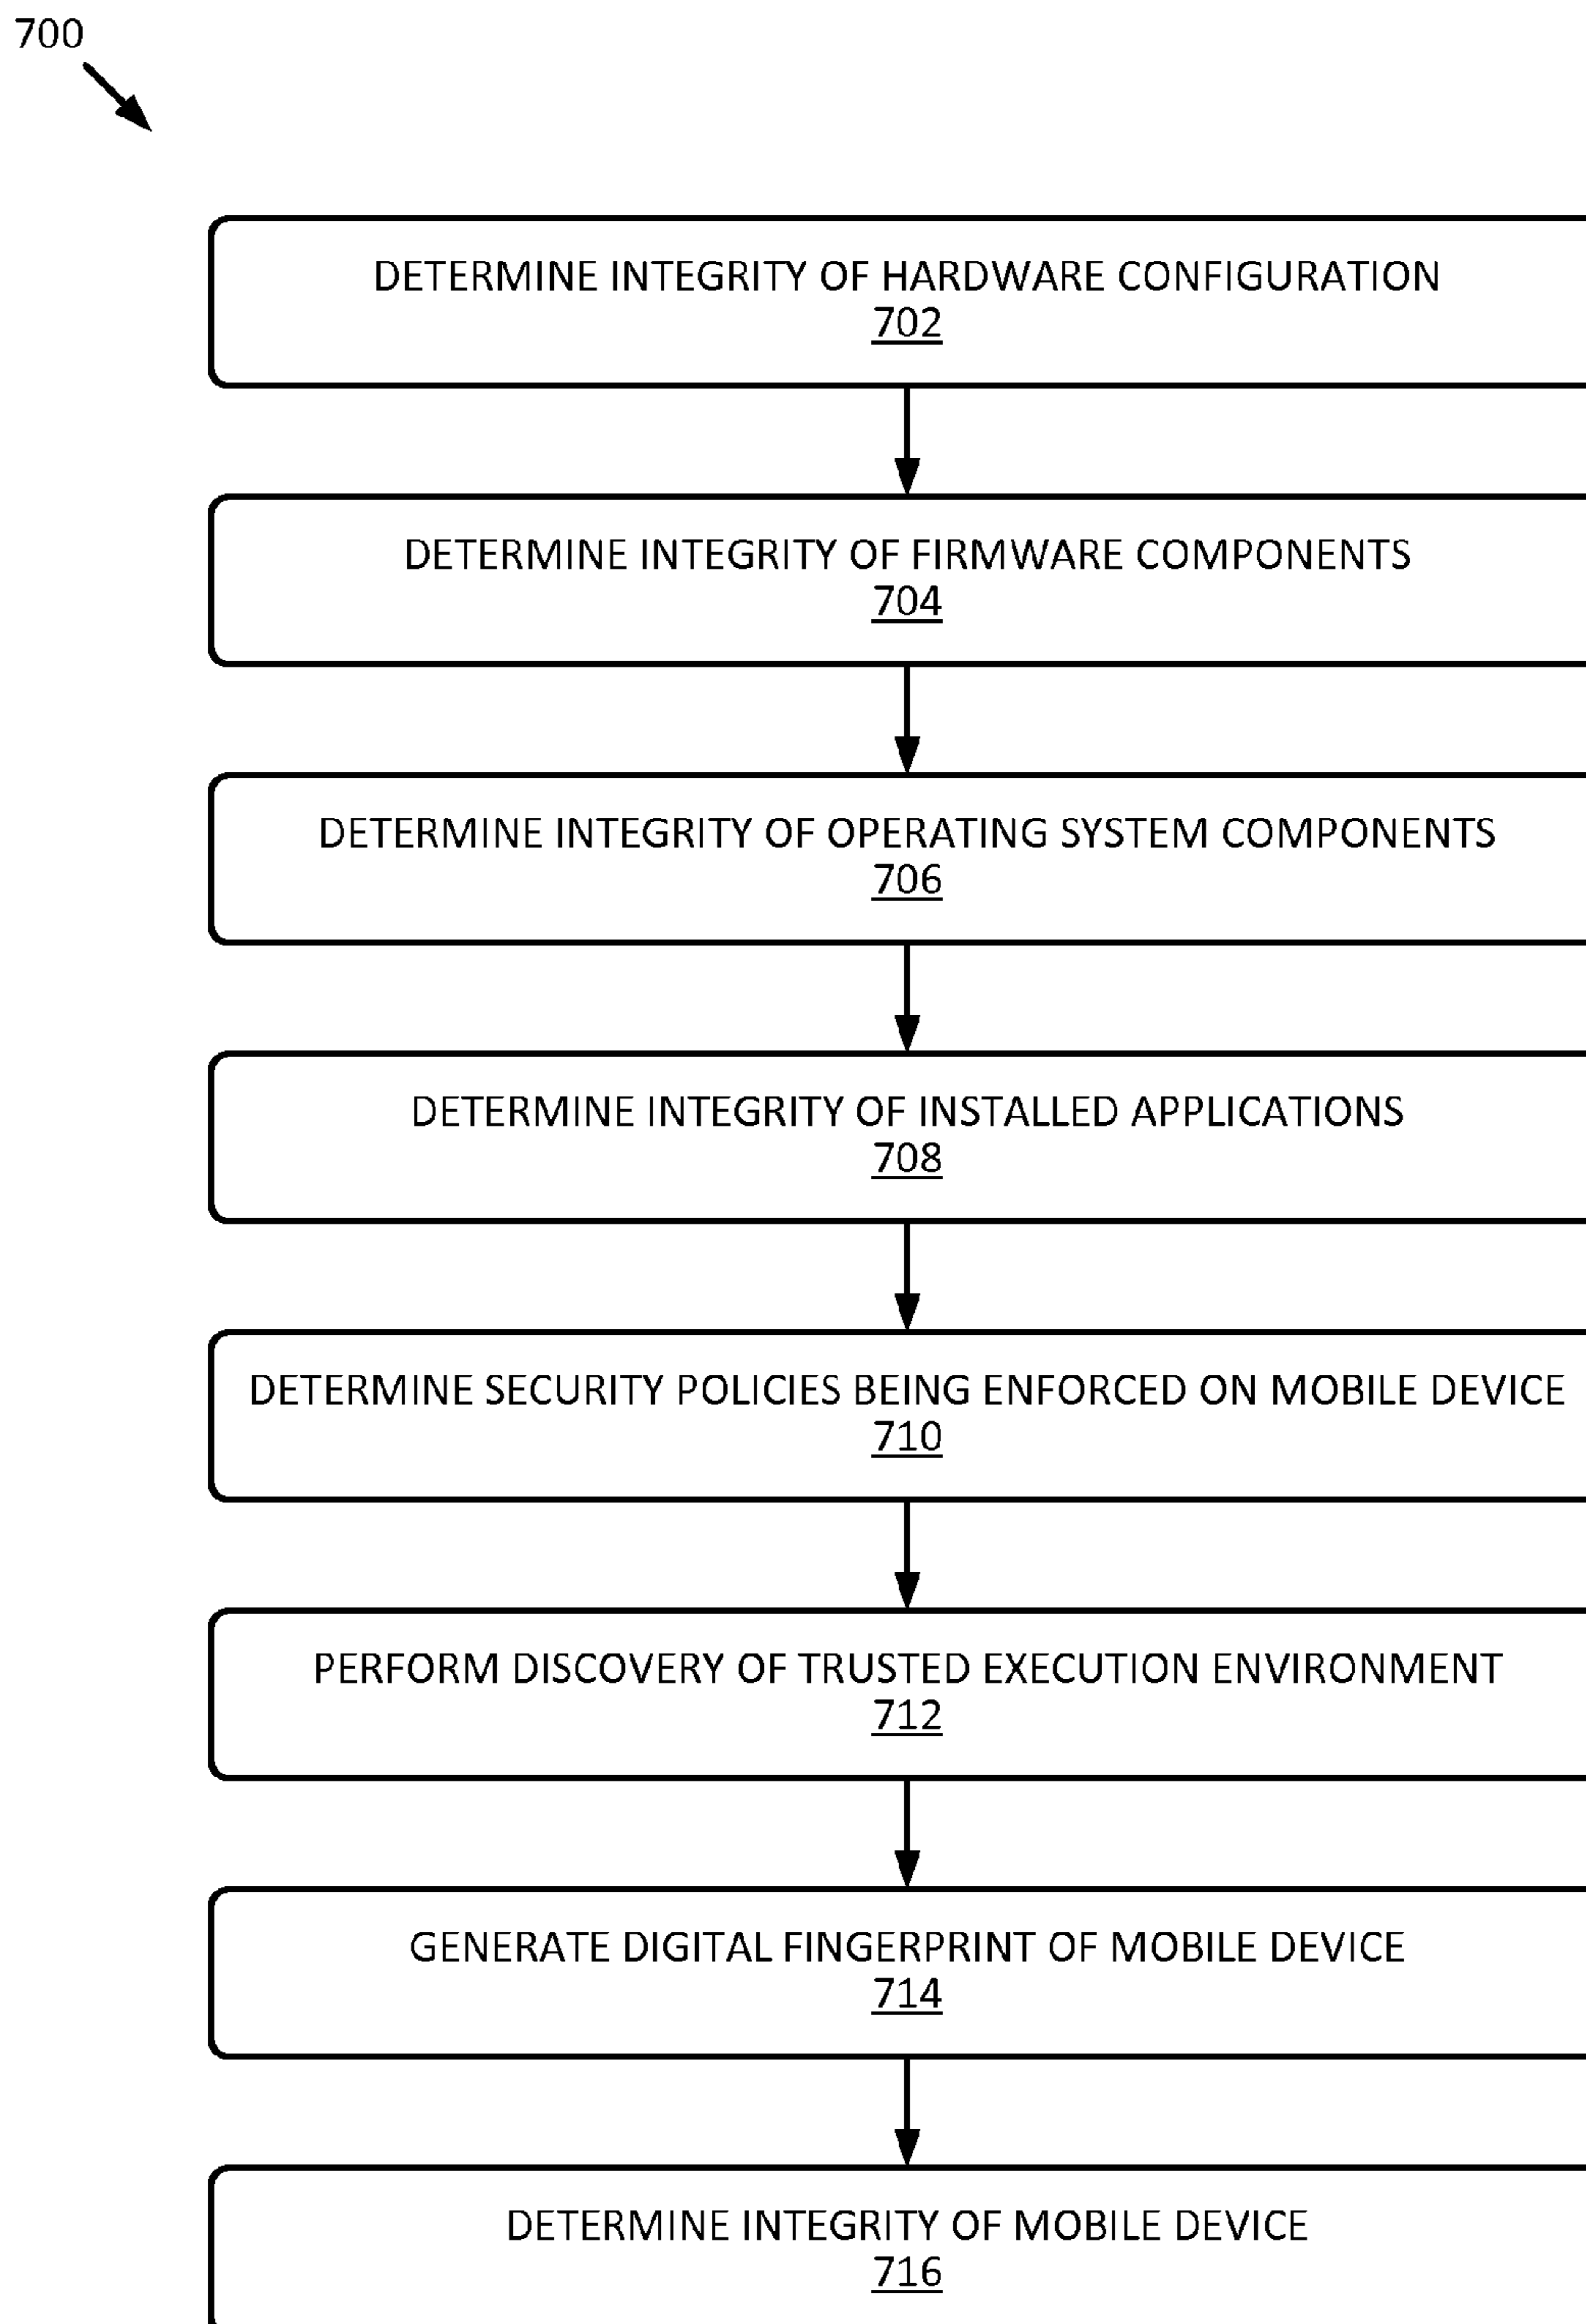 700
DETERMINE INTEGRITY OF HARDWARE CONFIGURATION
702
DETERMINE INTEGRITY OF FIRMWARE COMPONENTS
704
DETERMINE INTEGRITY OF OPERATING SYSTEM COMPONENTS
706
DETERMINE INTEGRITY OF INSTALLED APPLICATIONS
708
DETERMINE SECURITY POLICIES BEING ENFORCED ON MOBILE DEVICE
710
PERFORM DISCOVERY OF TRUSTED EXECUTION ENVIRONMENT
712
GENERATE DIGITAL FINGERPRINT OF MOBILE DEVICE
714
DETERMINE INTEGRITY OF MOBILE DEVICE
716